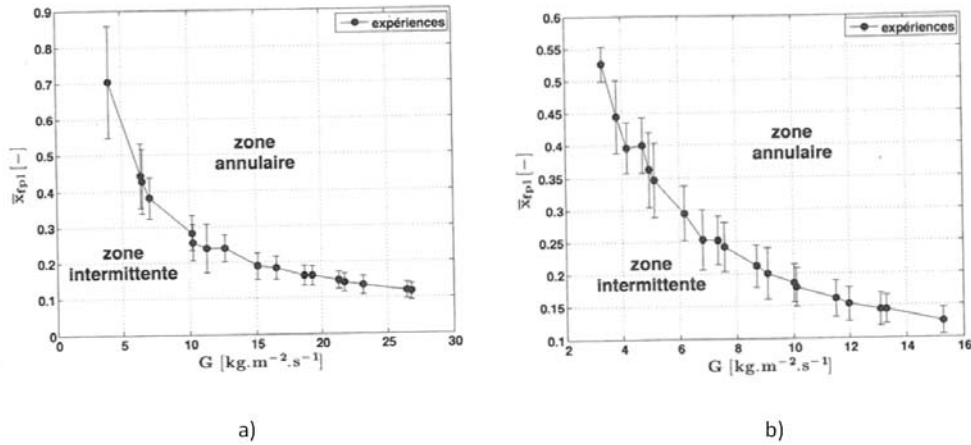 a)
0.9
0.8
0.7
0.6
0.5
0.4
0.3
0.2
0.1
0
0
5
10
15
20
25
30
expériences
zone
annulaire
zone
intermittente
x̅fpl [−]
G [kg.m−2.s−1]
a)
b)
0.6
0.55
0.5
0.45
0.4
0.35
0.3
0.25
0.2
0.15
0.1
2
4
6
8
10
12
14
16
expériences
zone
annulaire
zone
intermittente
x̅fpl [−]
G [kg.m−2.s−1]
b)